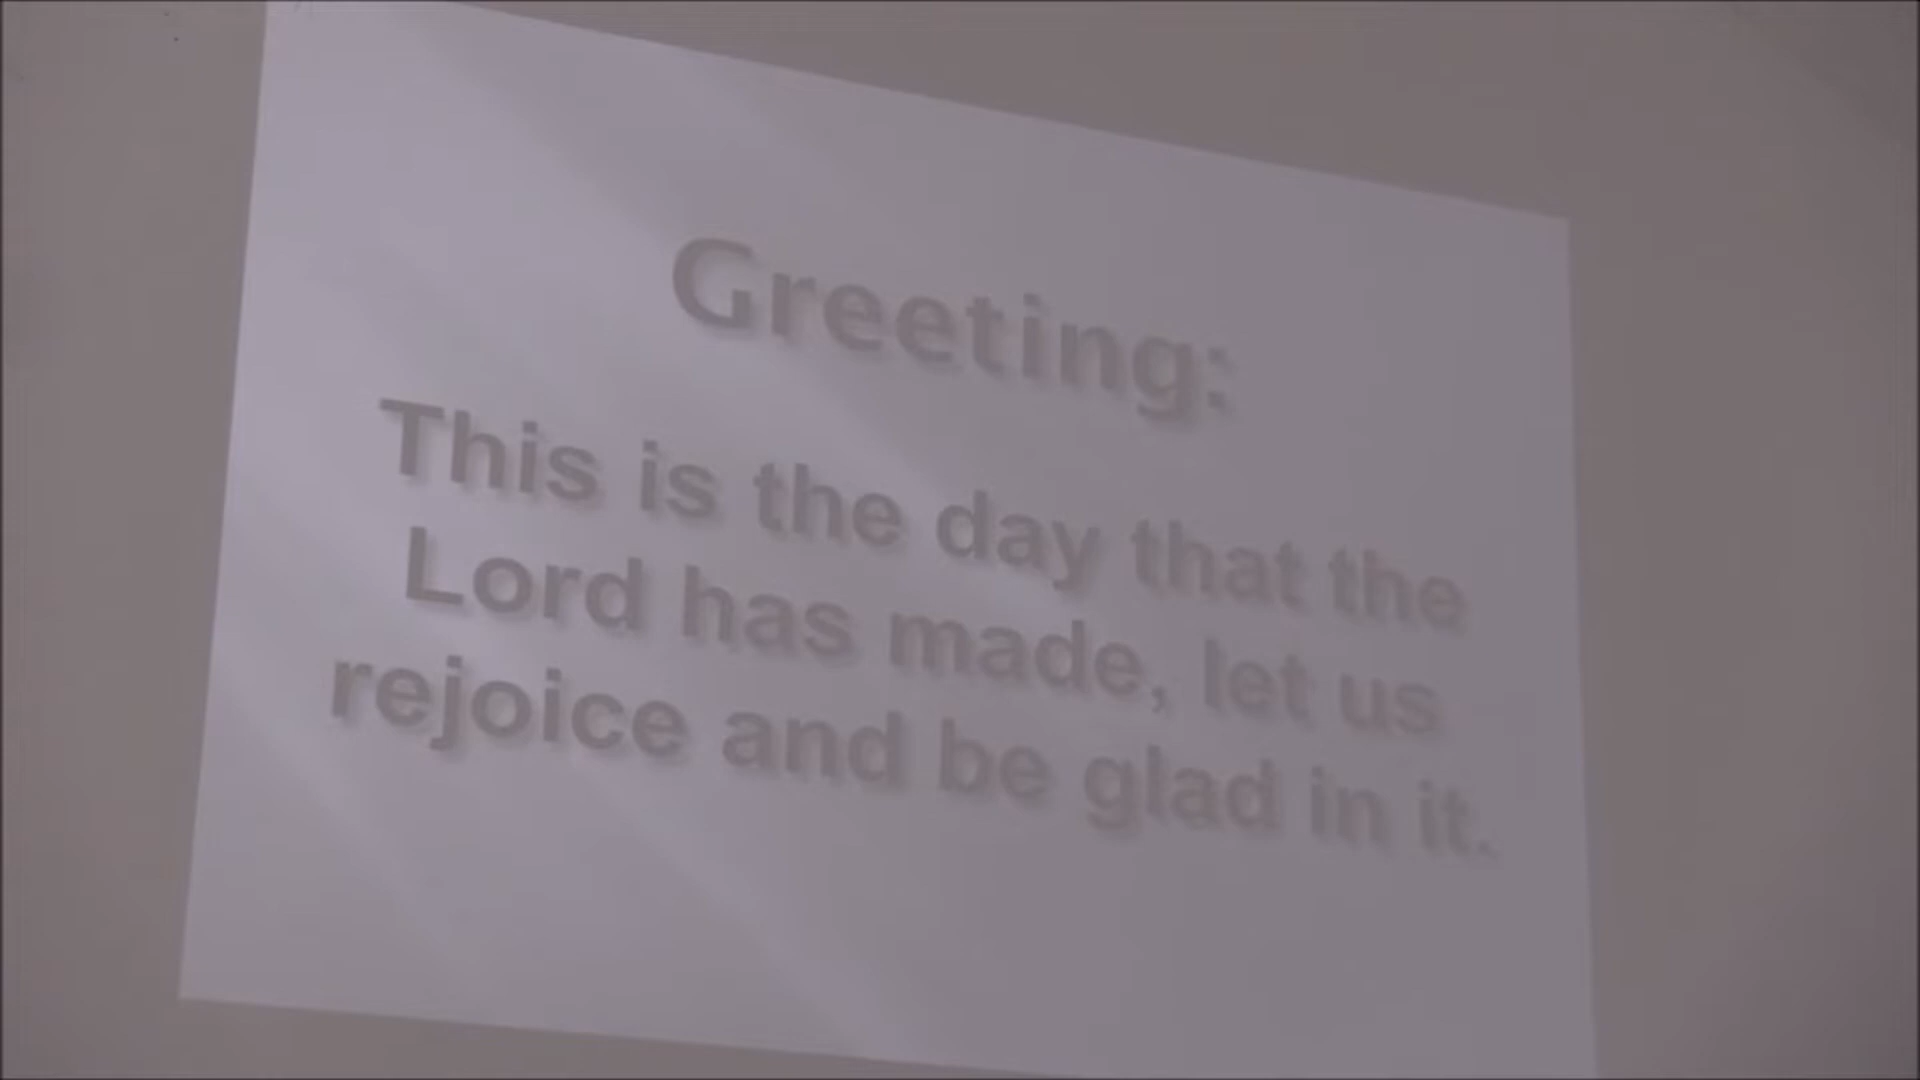 Greeting:
This is the day that the
Lord has made, let us
rejoice and be glad in it.